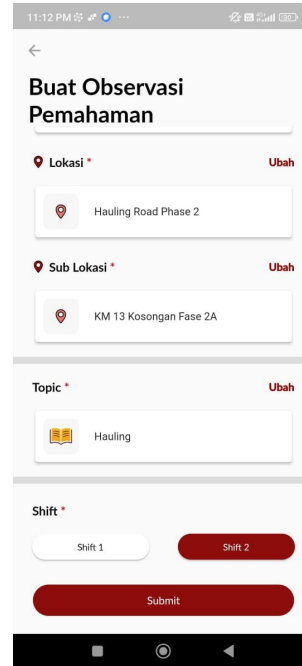 11:12 PM
Buat Observasi
Pemahaman
Lokasi * Ubah
Hauling Road Phase 2
Sub Lokasi * Ubah
KM 13 Kosongan Fase 2A
Topic * Ubah
Hauling
Shift *
Shift 1 Shift 2
Submit